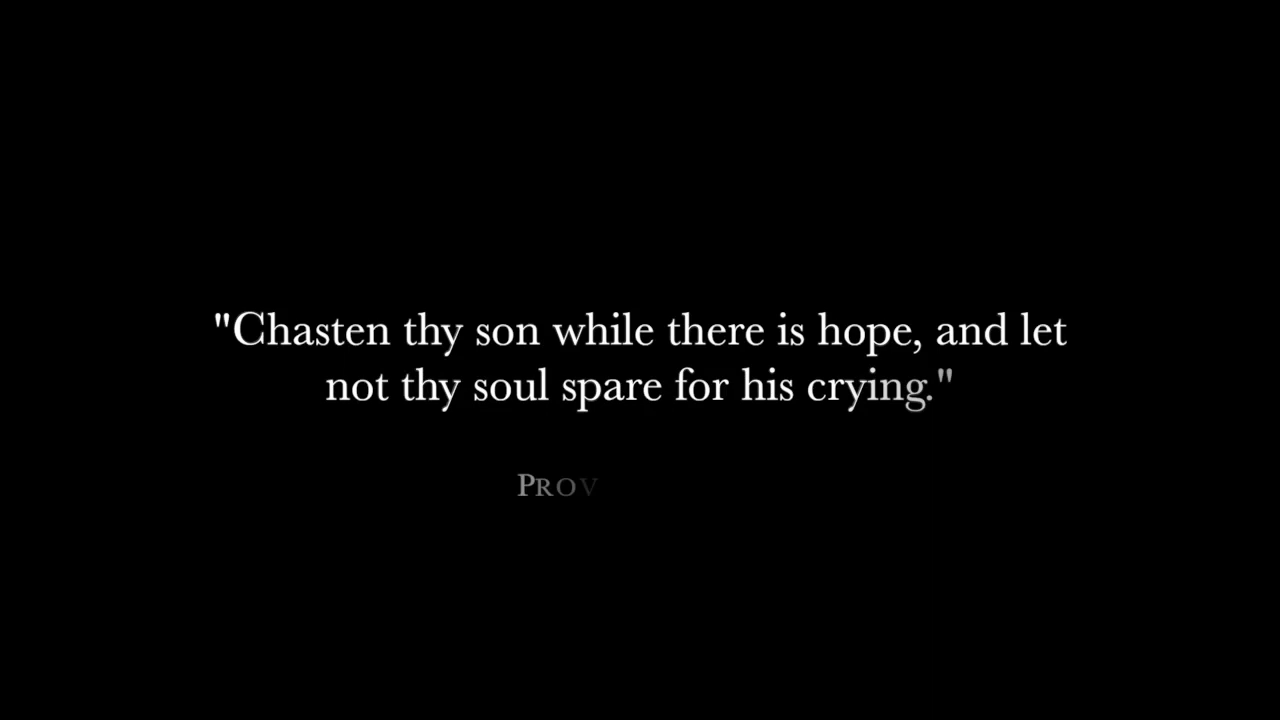 "Chasten thy son while there is hope, and let
not thy soul spare for his crying."
PROV